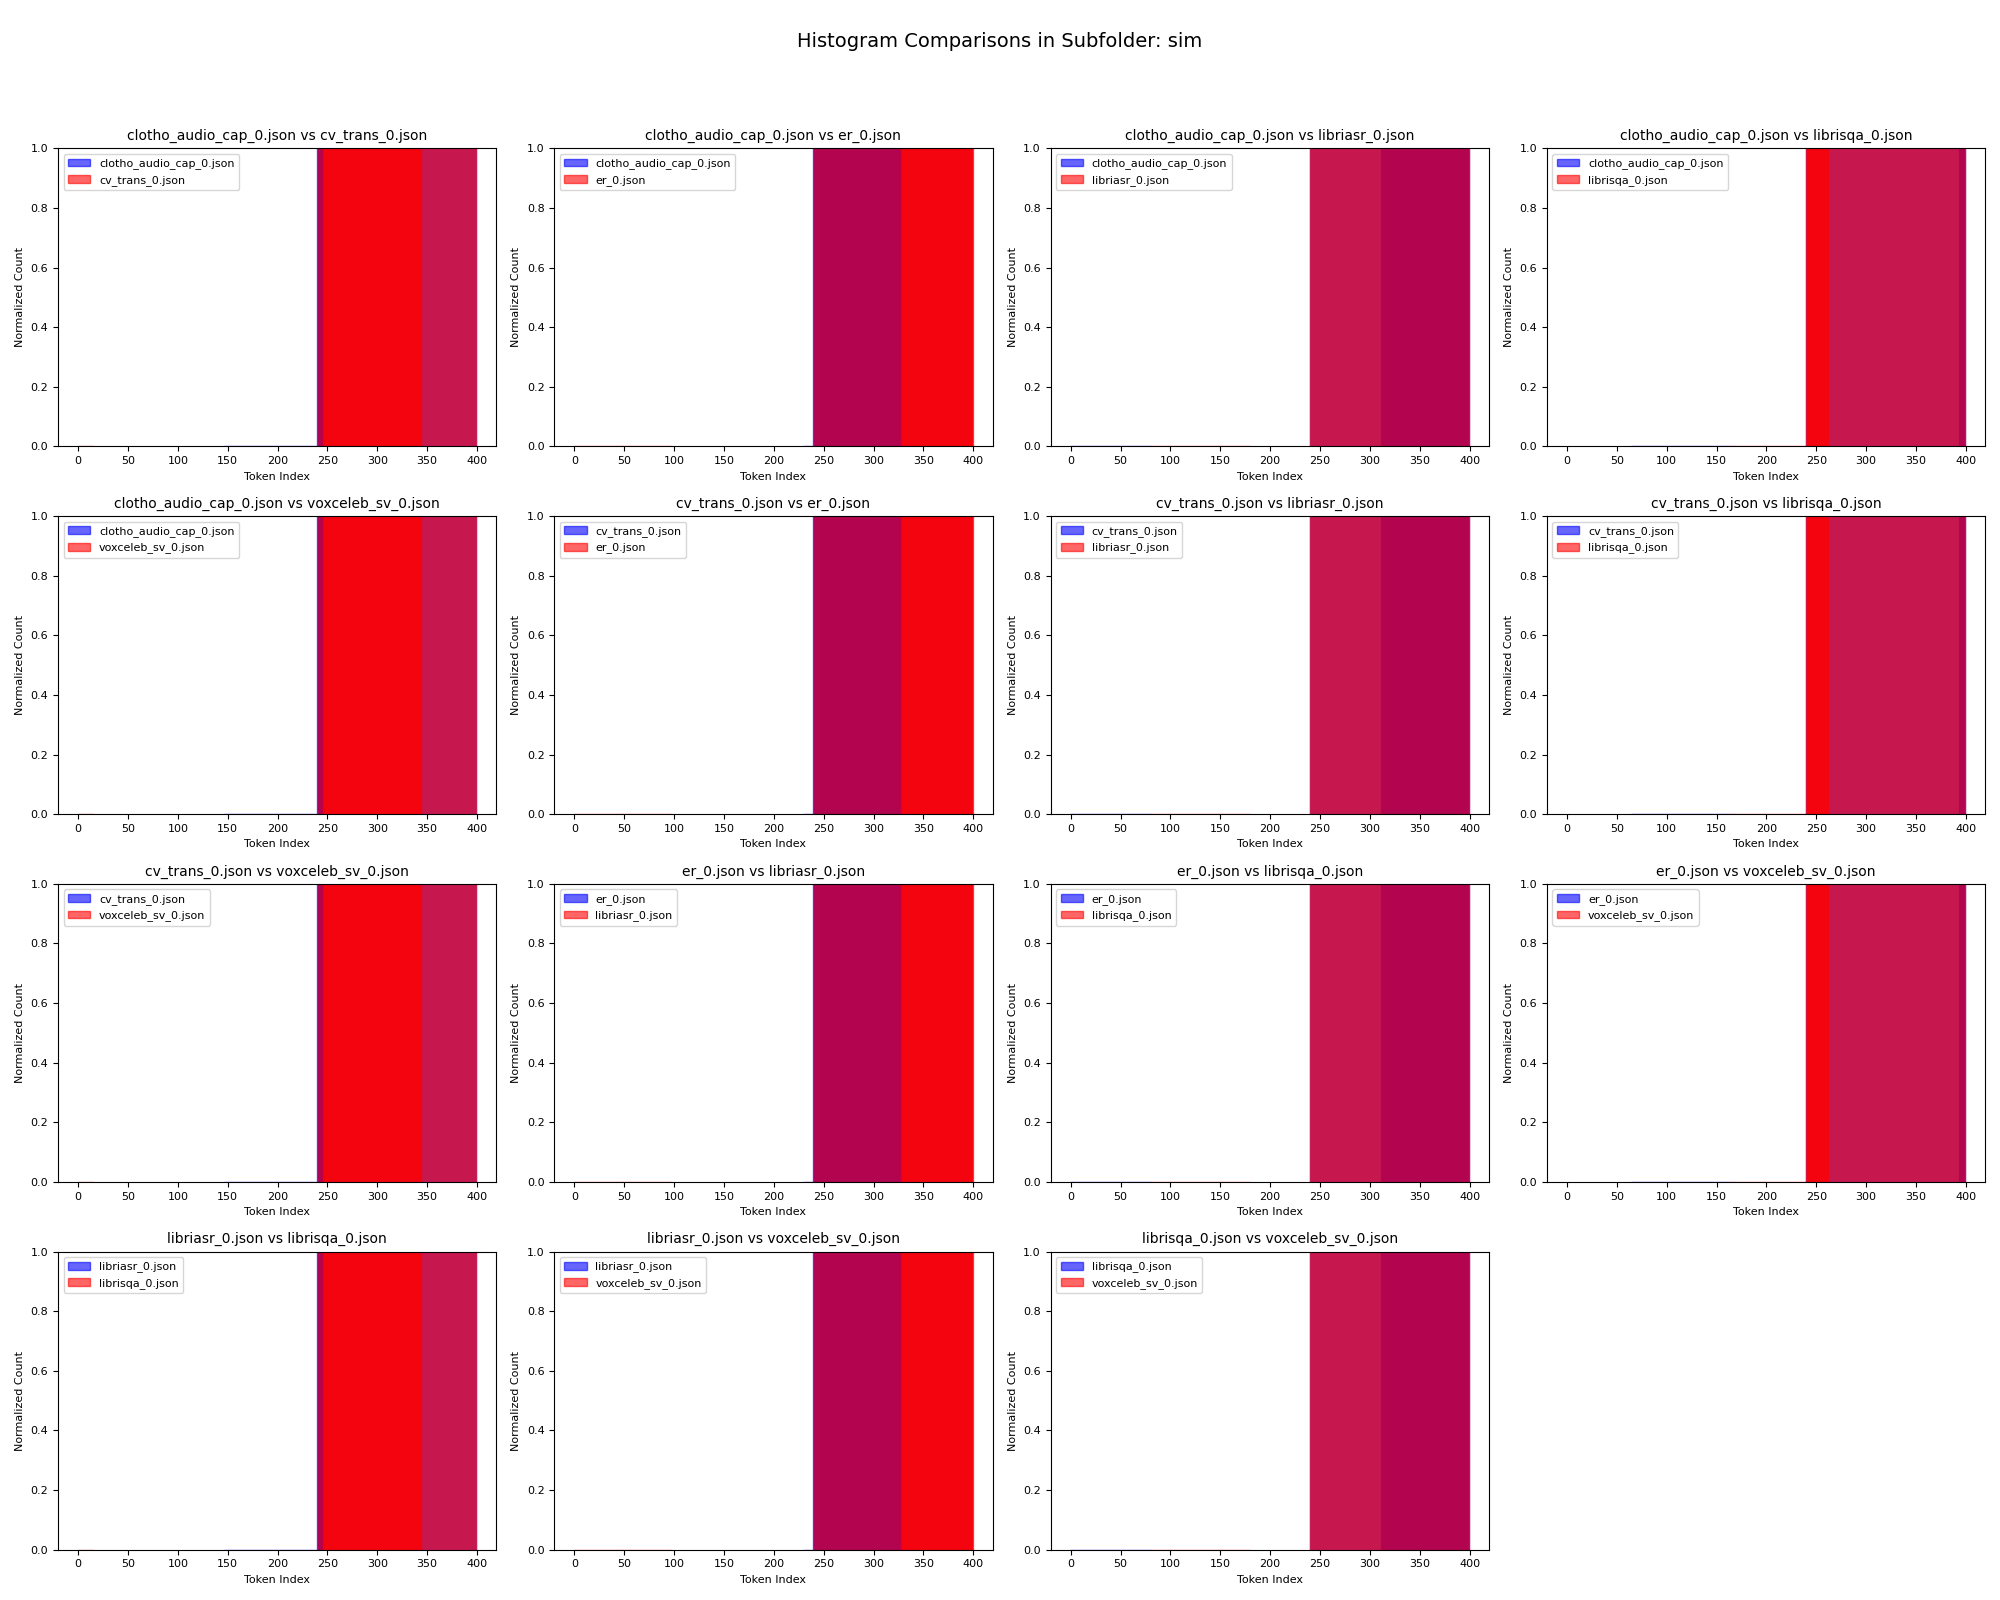 Histogram Comparisons in Subfolder: sim
clotho_audio_cap_0.json vs cv_trans_0.json
1.0
0.8
0.6
0.4
0.2
0.0
Normalized Count
clotho_audio_cap_0.json
cv_trans_0.json
0 50 100 150 200 250 300 350 400
Token Index
clotho_audio_cap_0.json vs er_0.json
1.0
0.8
0.6
0.4
0.2
0.0
Normalized Count
clotho_audio_cap_0.json
er_0.json
0 50 100 150 200 250 300 350 400
Token Index
clotho_audio_cap_0.json vs libriasr_0.json
1.0
0.8
0.6
0.4
0.2
0.0
Normalized Count
clotho_audio_cap_0.json
libriasr_0.json
0 50 100 150 200 250 300 350 400
Token Index
clotho_audio_cap_0.json vs librisqa_0.json
1.0
0.8
0.6
0.4
0.2
0.0
Normalized Count
clotho_audio_cap_0.json
librisqa_0.json
0 50 100 150 200 250 300 350 400
Token Index
clotho_audio_cap_0.json vs voxceleb_sv_0.json
1.0
0.8
0.6
0.4
0.2
0.0
Normalized Count
clotho_audio_cap_0.json
voxceleb_sv_0.json
0 50 100 150 200 250 300 350 400
Token Index
cv_trans_0.json vs er_0.json
1.0
0.8
0.6
0.4
0.2
0.0
Normalized Count
cv_trans_0.json
er_0.json
0 50 100 150 200 250 300 350 400
Token Index
cv_trans_0.json vs libriasr_0.json
1.0
0.8
0.6
0.4
0.2
0.0
Normalized Count
cv_trans_0.json
libriasr_0.json
0 50 100 150 200 250 300 350 400
Token Index
cv_trans_0.json vs librisqa_0.json
1.0
0.8
0.6
0.4
0.2
0.0
Normalized Count
cv_trans_0.json
librisqa_0.json
0 50 100 150 200 250 300 350 400
Token Index
cv_trans_0.json vs voxceleb_sv_0.json
1.0
0.8
0.6
0.4
0.2
0.0
Normalized Count
cv_trans_0.json
voxceleb_sv_0.json
0 50 100 150 200 250 300 350 400
Token Index
er_0.json vs libriasr_0.json
1.0
0.8
0.6
0.4
0.2
0.0
Normalized Count
er_0.json
libriasr_0.json
0 50 100 150 200 250 300 350 400
Token Index
er_0.json vs librisqa_0.json
1.0
0.8
0.6
0.4
0.2
0.0
Normalized Count
er_0.json
librisqa_0.json
0 50 100 150 200 250 300 350 400
Token Index
er_0.json vs voxceleb_sv_0.json
1.0
0.8
0.6
0.4
0.2
0.0
Normalized Count
er_0.json
voxceleb_sv_0.json
0 50 100 150 200 250 300 350 400
Token Index
libriasr_0.json vs librisqa_0.json
1.0
0.8
0.6
0.4
0.2
0.0
Normalized Count
libriasr_0.json
librisqa_0.json
0 50 100 150 200 250 300 350 400
Token Index
libriasr_0.json vs voxceleb_sv_0.json
1.0
0.8
0.6
0.4
0.2
0.0
Normalized Count
libriasr_0.json
voxceleb_sv_0.json
0 50 100 150 200 250 300 350 400
Token Index
librisqa_0.json vs voxceleb_sv_0.json
1.0
0.8
0.6
0.4
0.2
0.0
Normalized Count
librisqa_0.json
voxceleb_sv_0.json
0 50 100 150 200 250 300 350 400
Token Index